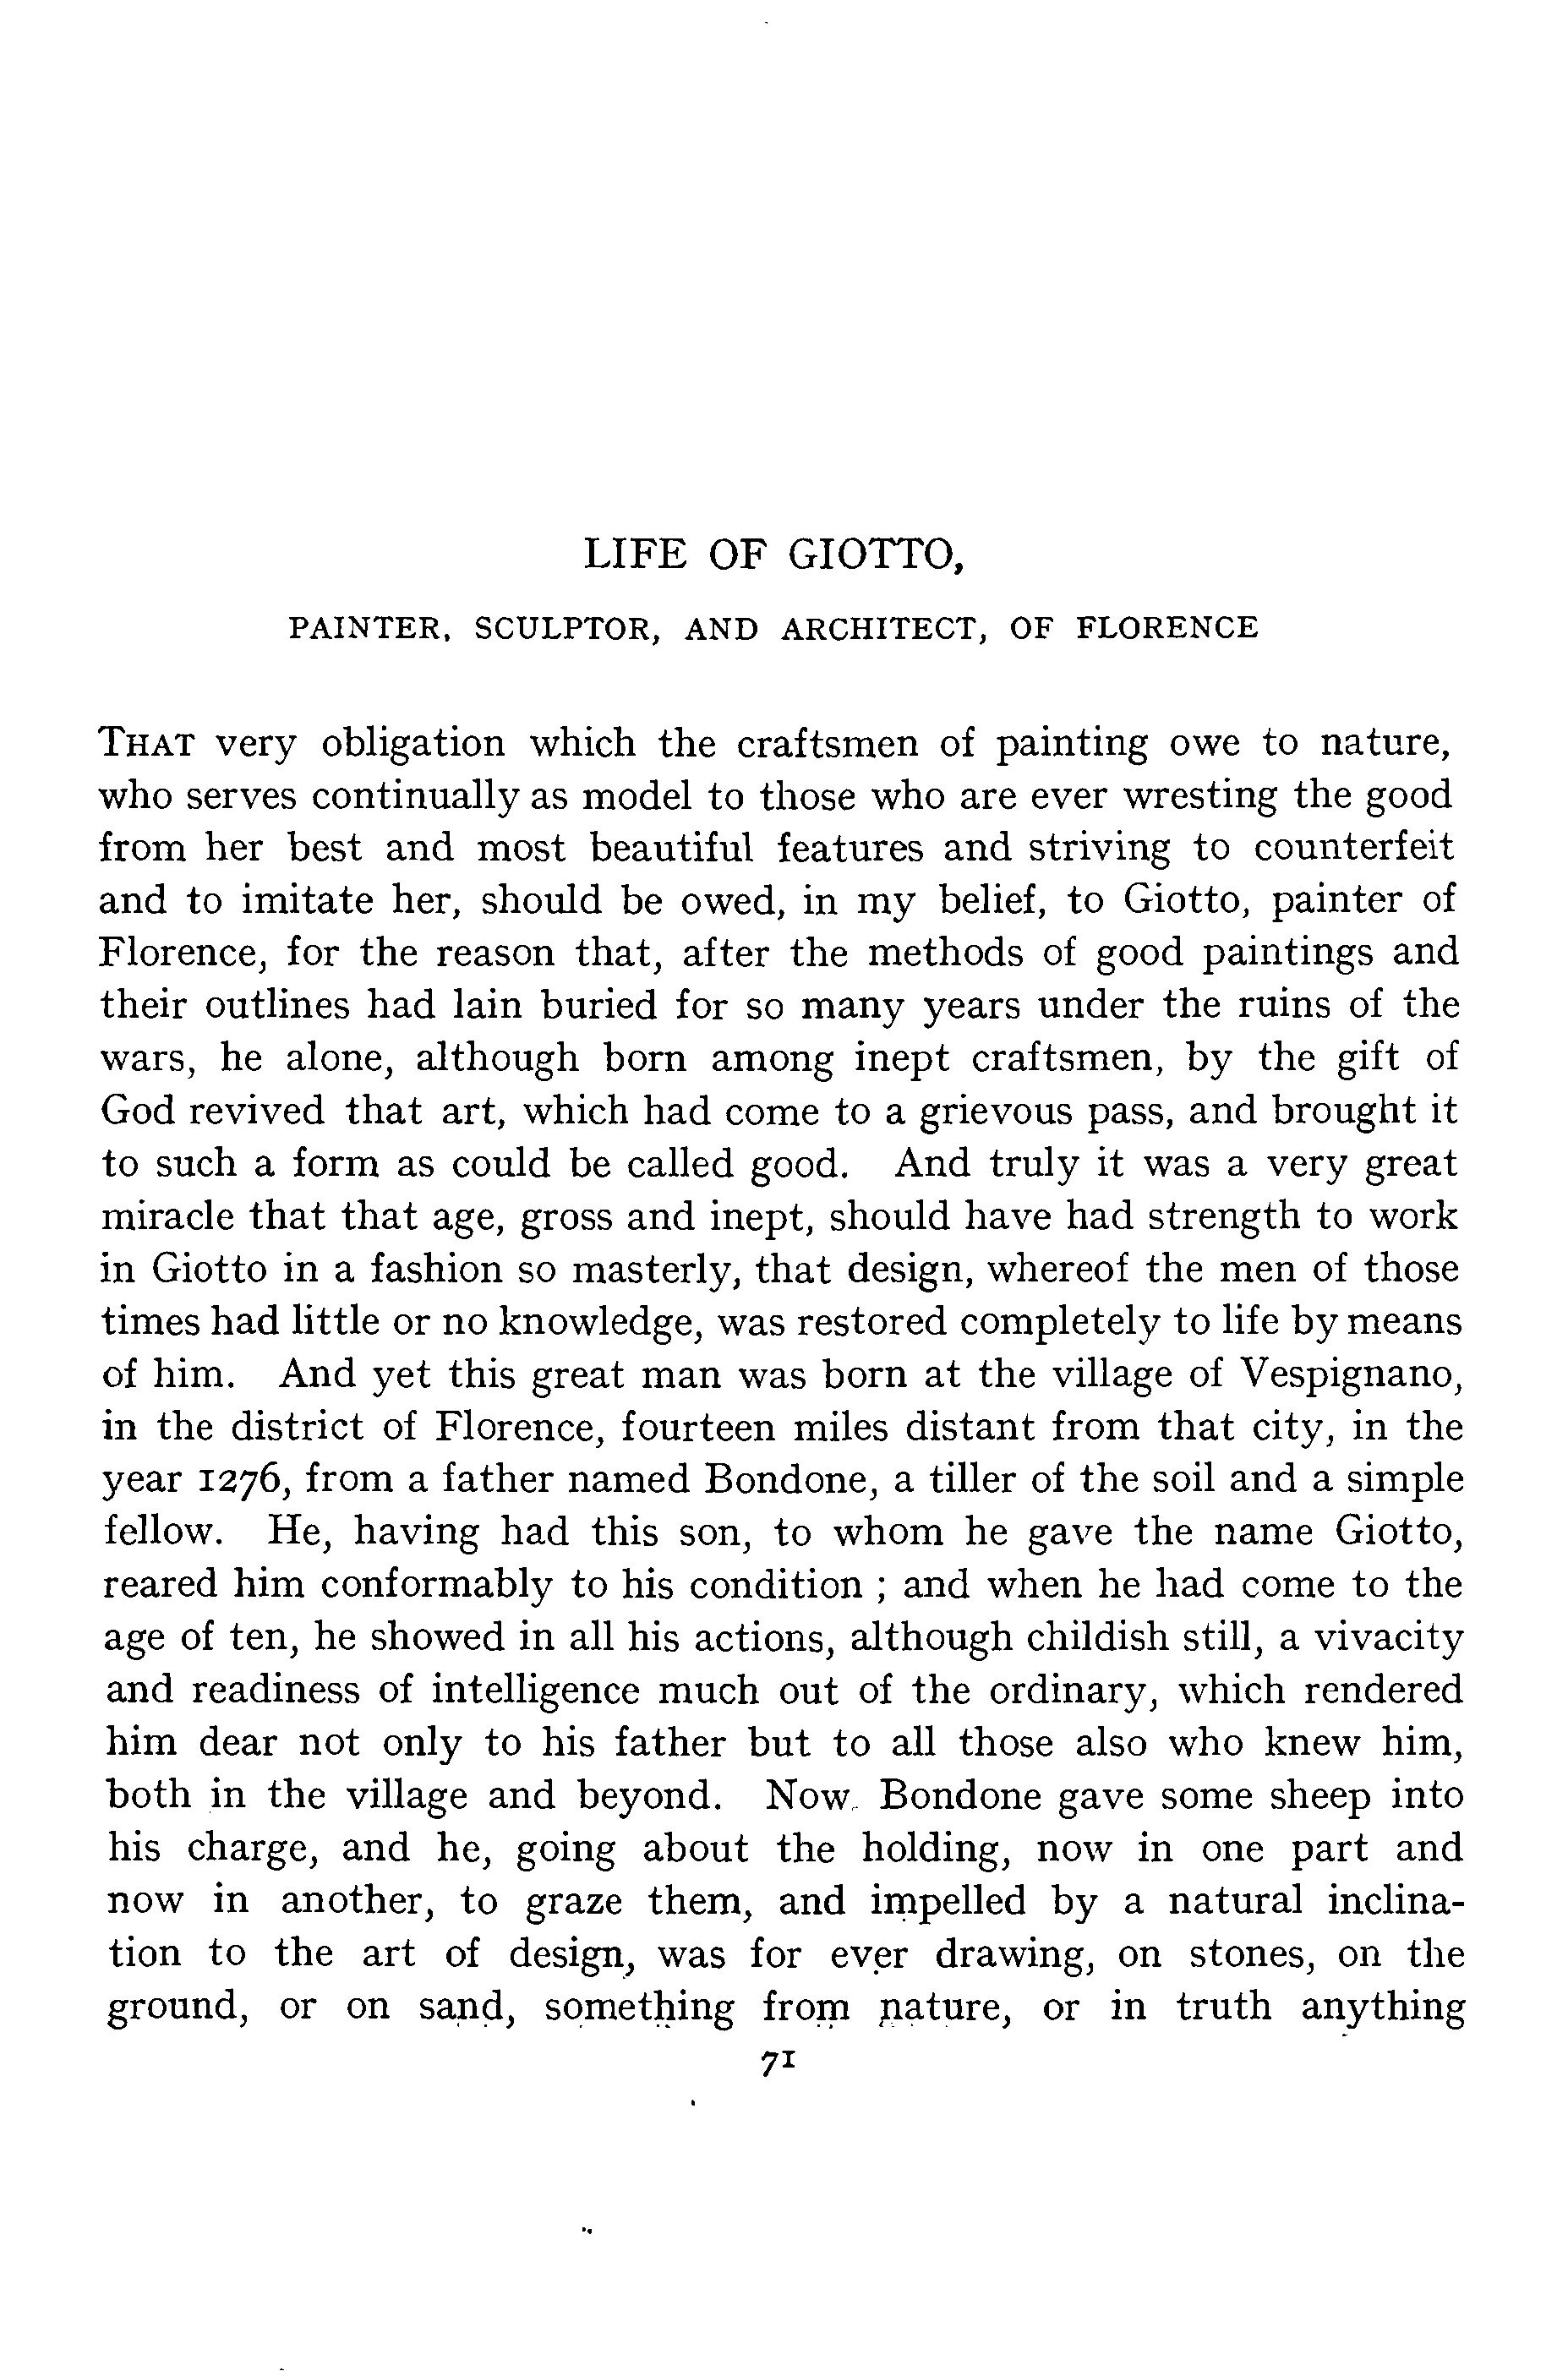 LIFE OF GIOTTO,
PAINTER, SCULPTOR, AND ARCHITECT, OF FLORENCE
THAT very obligation which the craftsmen of painting owe to nature,
who serves continually as model to those who are ever wresting the good
from her best and most beautiful features and striving to counterfeit
and to imitate her, should be owed, in my belief, to Giotto, painter of
Florence, for the reason that, after the methods of good paintings and
their outlines had lain buried for so many years under the ruins of the
wars, he alone, although born among inept craftsmen, by the gift of
God revived that art, which had come to a grievous pass, and brought it
to such a form as could be called good. And truly it was a very great
miracle that that age, gross and inept, should have had strength to work
in Giotto in a fashion so masterly, that design, whereof the men of those
times had little or no knowledge, was restored completely to life by means
of him. And yet this great man was born at the village of Vespignano,
in the district of Florence, fourteen miles distant from that city, in the
year 1276, from a father named Bondone, a tiller of the soil and a simple
fellow. He, having had this son, to whom he gave the name Giotto,
reared him conformably to his condition ; and when he had come to the
age of ten, he showed in all his actions, although childish still, a vivacity
and readiness of intelligence much out of the ordinary, which rendered
him dear not only to his father but to all those also who knew him,
both in the village and beyond. Now Bondone gave some sheep into
his charge, and he, going about the holding, now in one part and
now in another, to graze them, and impelled by a natural inclina-
tion to the art of design, was for ever drawing, on stones, on the
ground, or on sand, something from nature, or in truth anything
71